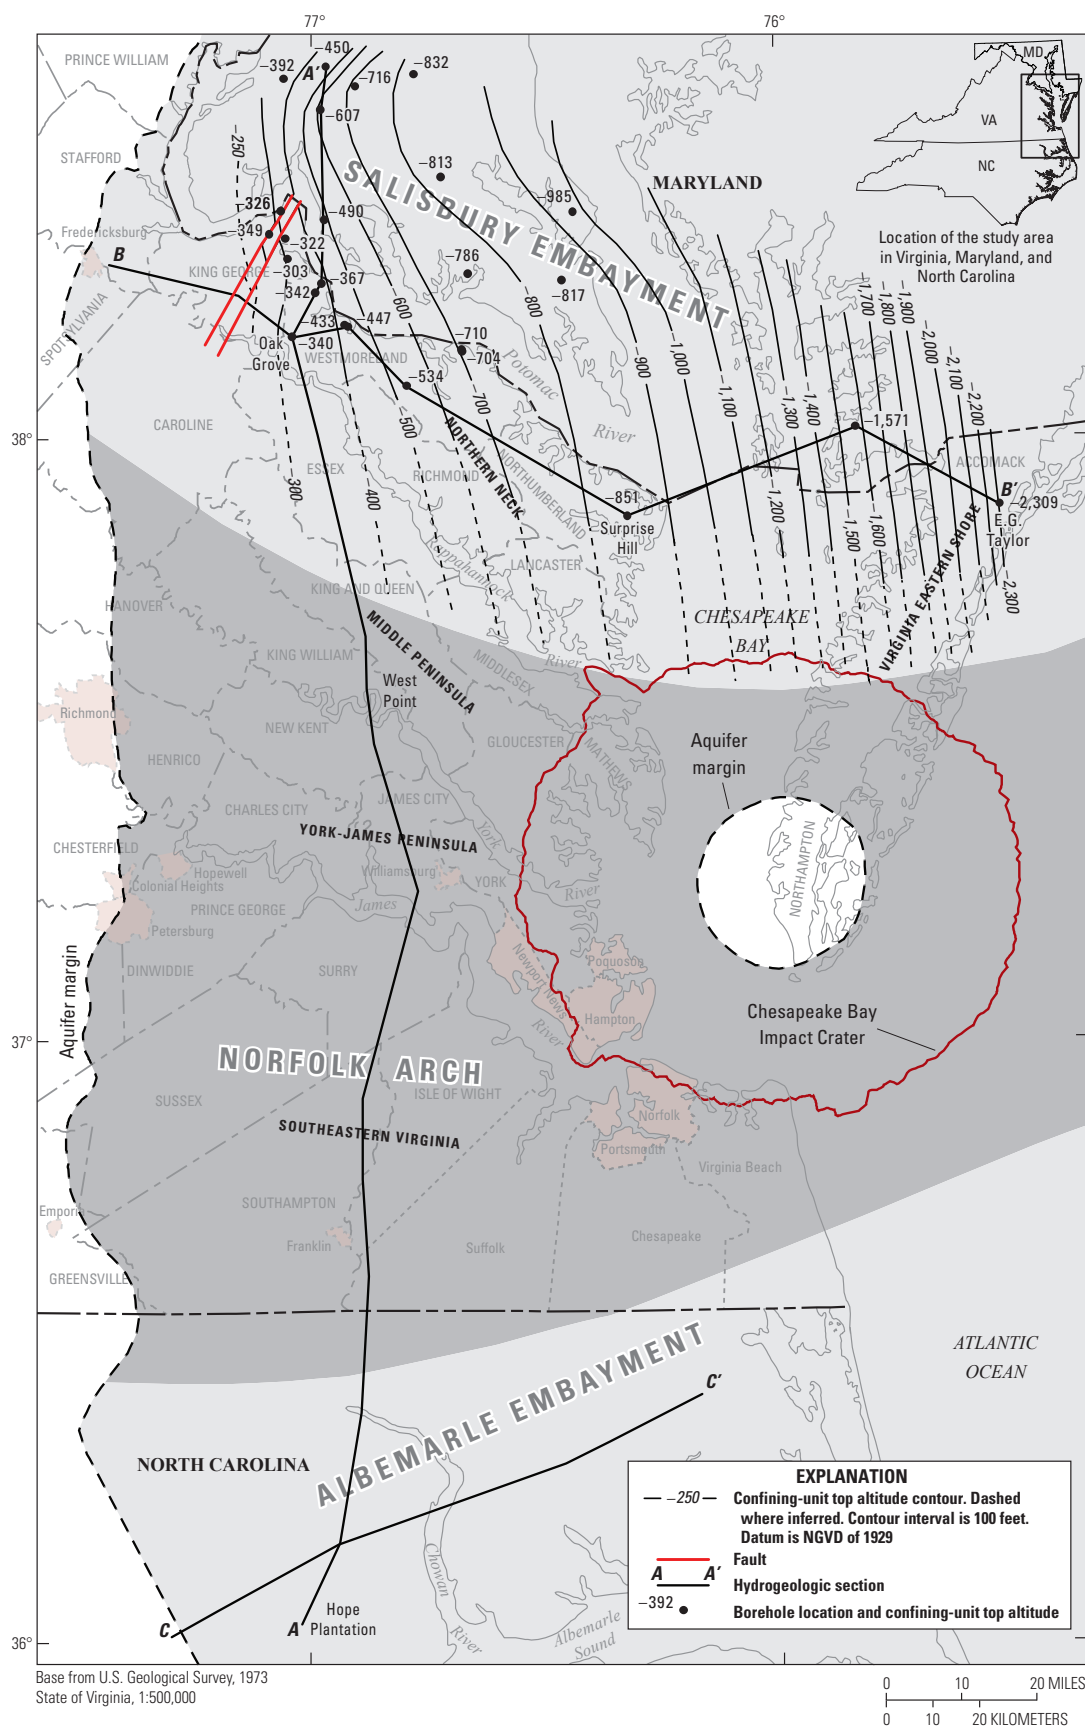 77°
76°
PRINCE WILLIAM
–450
–392
A′
–716
–832
–607
MD
VA
NC
STAFFORD
–250
–813
SALISBURY EMBAYMENT
MARYLAND
–985
–326
–490
Fredericksburg
–349
–322
B
KING GEORGE
–303
–367
–342
–786
–817
Location of the study area
in Virginia, Maryland, and
North Carolina
SPOTSYLVANIA
–433
–447
–340
Oak
Grove
WESTMORELAND
–600
–710
–704
–800
–534
Potomac
River
–900
–1,000
–1,100
–1,300
–1,400
–1,700
–1,800
–1,900
–2,000
–2,100
–2,200
CAROLINE
–500
–700
38°
NORTHERN NECK
ESSEX
RICHMOND
300
400
NORTHUMBERLAND
–1,571
ACCOMACK
–851
Surprise
Hill
–1,200
–1,500
–1,600
B′
–2,309
E.G.
Taylor
–2,300
Rappahannock
LANCASTER
KING AND QUEEN
HANOVER
CHESAPEAKE
BAY
VIRGINIA EASTERN SHORE
MIDDLE PENINSULA
KING WILLIAM
MIDDLESEX
River
West
Point
Richmond
NEW KENT
GLOUCESTER
MATHEWS
Aquifer
margin
HENRICO
CHARLES CITY
JAMES CITY
York
YORK-JAMES PENINSULA
CHESTERFIELD
Hopewell
Colonial Heights
Williamsburg
YORK
River
NORTHAMPTON
PRINCE GEORGE
James
Petersburg
Aquifer margin
DINWIDDIE
SURRY
Newport News
Poquoson
River
Hampton
Chesapeake Bay
Impact Crater
37°
NORFOLK ARCH
SUSSEX
ISLE OF WIGHT
SOUTHEASTERN VIRGINIA
Norfolk
Portsmouth
Virginia Beach
SOUTHAMPTON
Emporia
Franklin
Suffolk
Chesapeake
GREENSVILLE
ATLANTIC
OCEAN
ALBEMARLE EMBAYMENT
C′
NORTH CAROLINA
Chowan
River
C
A
Hope
Plantation
Albemarle
Sound
36°
EXPLANATION
–250
Confining-unit top altitude contour. Dashed
where inferred. Contour interval is 100 feet.
Datum is NGVD of 1929
Fault
A A′
Hydrogeologic section
–392
Borehole location and confining-unit top altitude
Base from U.S. Geological Survey, 1973
State of Virginia, 1:500,000
0 10 20 MILES
0 10 20 KILOMETERS